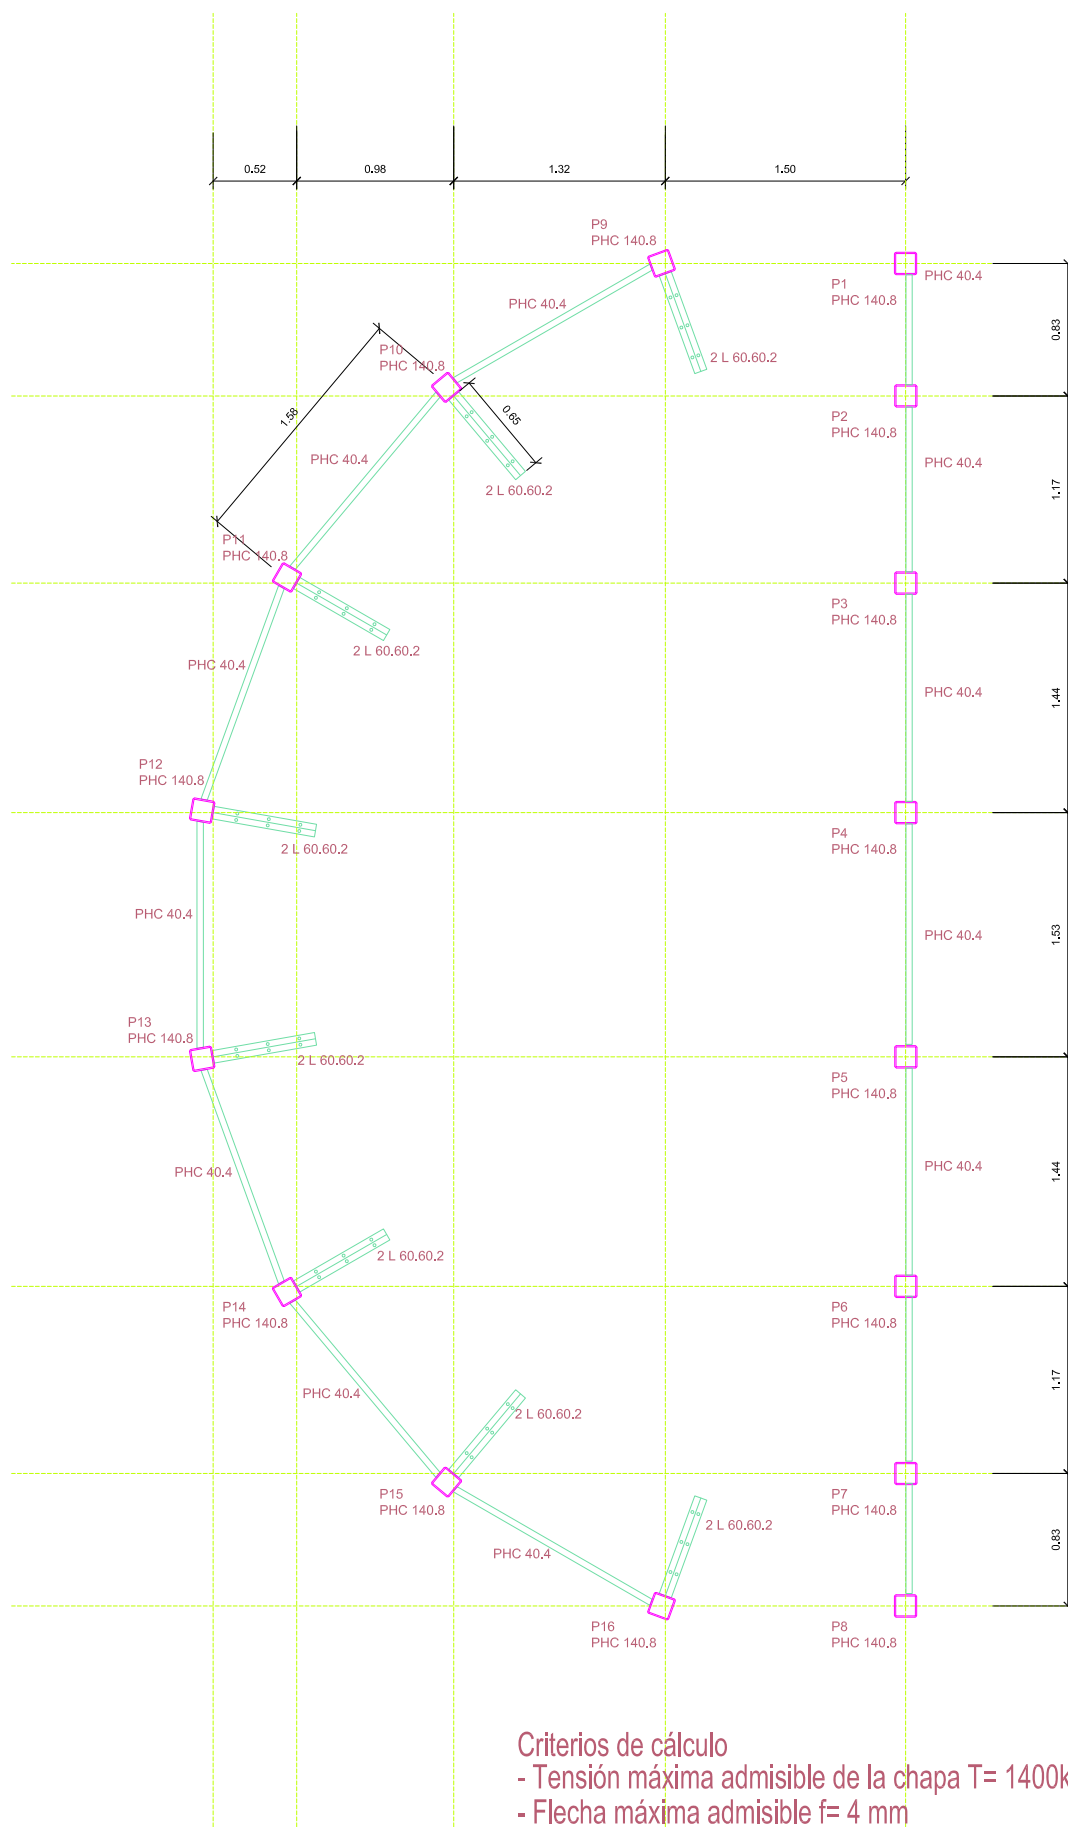 0.52
0.98
1.32
1.50
P9
PHC 140.8
PHC 40.4
P1
PHC 140.8
PHC 40.4
0.83
2 L 60.60.2
P10
PHC 140.8
0.65
1.58
P2
PHC 140.8
PHC 40.4
PHC 40.4
1.17
2 L 60.60.2
P11
PHC 140.8
P3
PHC 140.8
2 L 60.60.2
PHC 40.4
PHC 40.4
1.44
P12
PHC 140.8
P4
PHC 140.8
2 L 60.60.2
PHC 40.4
PHC 40.4
1.53
P13
PHC 140.8
2 L 60.60.2
P5
PHC 140.8
PHC 40.4
PHC 40.4
1.44
2 L 60.60.2
P14
PHC 140.8
P6
PHC 140.8
PHC 40.4
1.17
2 L 60.60.2
P15
PHC 140.8
P7
PHC 140.8
2 L 60.60.2
PHC 40.4
0.83
P16
PHC 140.8
P8
PHC 140.8
Criterios de cálculo
- Tensión máxima admisible de la chapa T= 1400k
- Flecha máxima admisible f= 4 mm